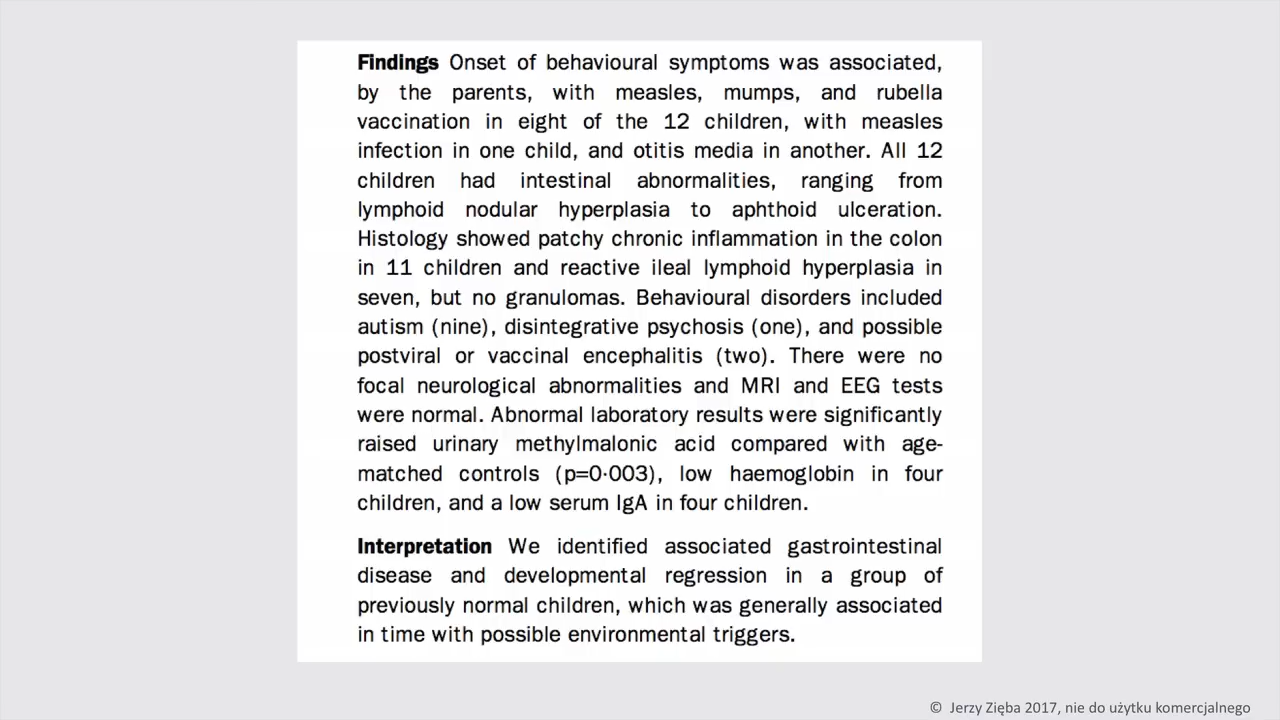 Findings Onset of behavioural symptoms was associated,
by the parents, with measles, mumps, and rubella
vaccination in eight of the 12 children, with measles
infection in one child, and otitis media in another. All 12
children had intestinal abnormalities, ranging from
lymphoid nodular hyperplasia to aphthoid ulceration.
Histology showed patchy chronic inflammation in the colon
in 11 children and reactive ileal lymphoid hyperplasia in
seven, but no granulomas. Behavioural disorders included
autism (nine), disintegrative psychosis (one), and possible
postviral or vaccinal encephalitis (two). There were no
focal neurological abnormalities and MRI and EEG tests
were normal. Abnormal laboratory results were significantly
raised urinary methylmalonic acid compared with age-
matched controls (p=0·003), low haemoglobin in four
children, and a low serum IgA in four children.
Interpretation We identified associated gastrointestinal
disease and developmental regression in a group of
previously normal children, which was generally associated
in time with possible environmental triggers.
© Jerzy Zięba 2017, nie do użytku komercjalnego